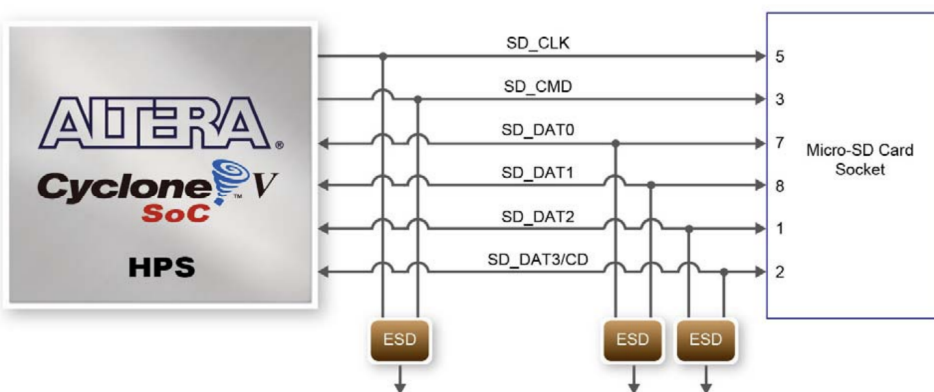 ALTERA®
Cyclone™ V
SoC
HPS
SD_CLK
SD_CMD
SD_DAT0
SD_DAT1
SD_DAT2
SD_DAT3/CD
5
3
7
8
1
2
Micro-SD Card
Socket
ESD
ESD
ESD